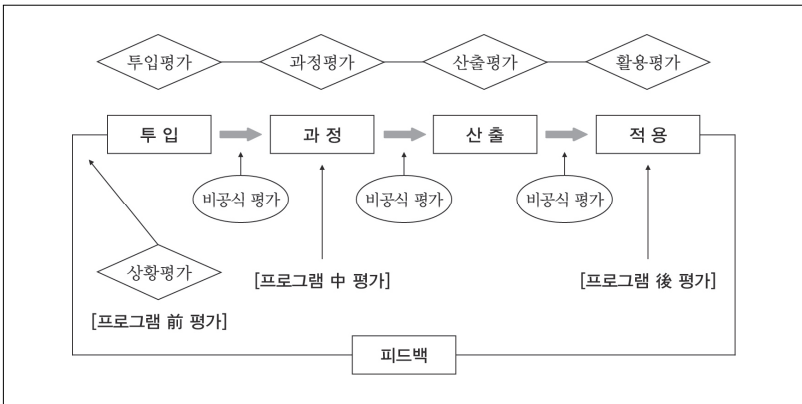 투입평가 과정평가 산출평가 활용평가
투 입 과 정 산 출 적 용
비공식 평가 비공식 평가 비공식 평가
상황평가
[프로그램 中 평가] [프로그램 後 평가]
[프로그램 前 평가]
피드백